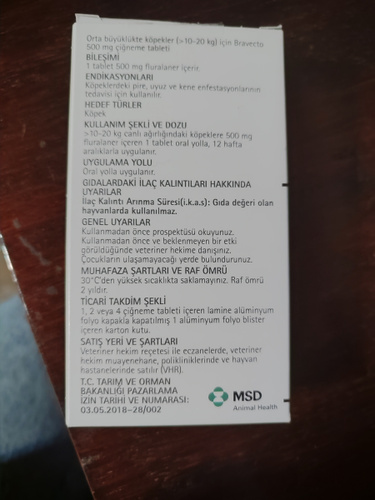 Orta büyüklükte köpekler (>10-20 kg) için Bravecto
500 mg çiğneme tableti
BİLEŞİMİ
1 tablet 500 mg fluralaner içerir.
ENDİKASYONLARI
Köpeklerdeki pire, uyuz ve kene enfestasyonlarının
tedavisi için kullanılır.
HEDEF TÜRLER
Köpek
KULLANIM ŞEKLİ VE DOZU
>10-20 kg canlı ağırlığındaki köpeklere 500 mg
fluralaner içeren 1 tablet oral yolla, 12 hafta
aralıklarla uygulanır.
UYGULAMA YOLU
Oral yolla uygulanır.
GIDALARDAKİ İLAÇ KALINTILARI HAKKINDA
UYARILAR
İlaç Kalıntı Arınma Süresi(i.k.a.s): Gıda değeri olan
hayvanlarda kullanılmaz.
GENEL UYARILAR
Kullanmadan önce prospektüsü okuyunuz.
Kullanmadan önce ve beklenmeyen bir etki
görüldüğünde veteriner hekime danışınız.
Çocukların ulaşamayacağı yerde bulundurunuz.
MUHAFAZA ŞARTLARI VE RAF ÖMRÜ
30°C'den yüksek sıcaklıkta saklamayınız. Raf ömrü
2 yıldır.
TİCARİ TAKDİM ŞEKLİ
1, 2 veya 4 çiğneme tableti içeren lamine alüminyum
folyo kapakla kapatılmış 1 alüminyum folyo blister
içeren karton kutu.
SATIŞ YERİ VE ŞARTLARI
Veteriner hekim reçetesi ile eczanelerde, veteriner
hekim muayenehane, polikliniklerinde ve hayvan
hastanelerinde satılır (VHR).
T.C. TARIM VE ORMAN
BAKANLIĞI PAZARLAMA
İZİN TARİHİ VE NUMARASI:
03.05.2018-28/002
MSD
Animal Health